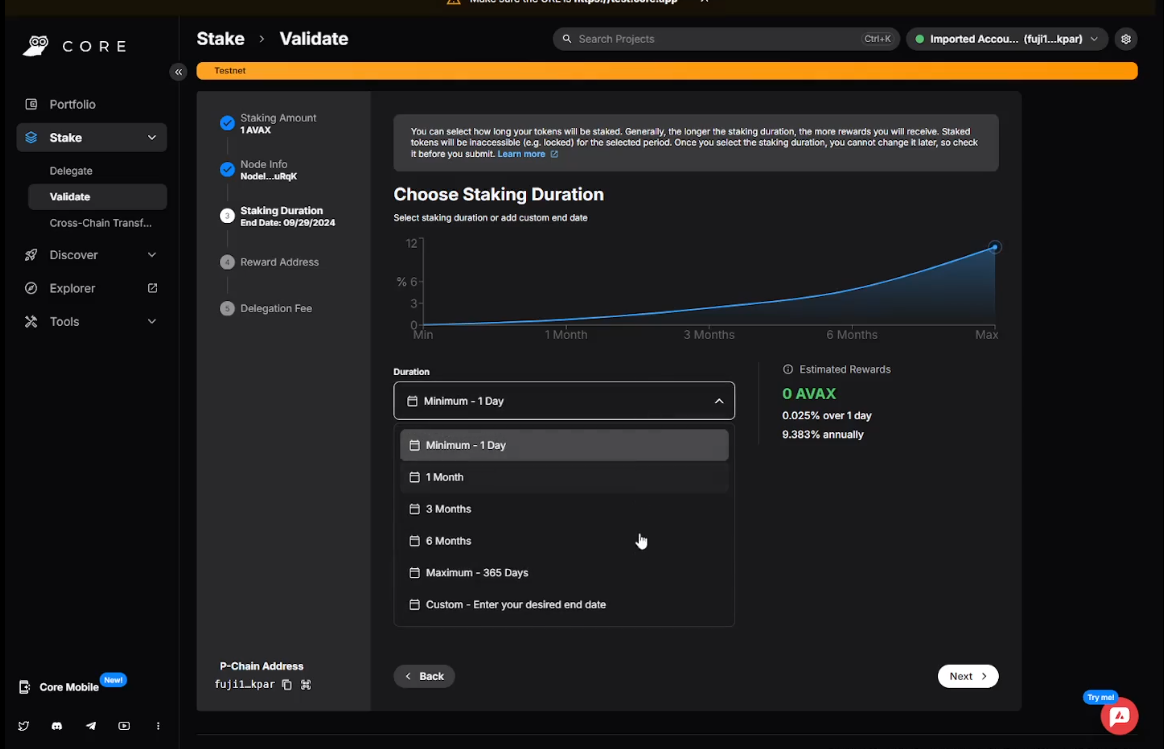 Make sure the URL is https://test.core.app
CORE
Stake > Validate
Search Projects
Ctrl+K
Imported Accou... (fuji1...kpar)
Testnet
Portfolio
Stake
Delegate
Validate
Cross-Chain Transf...
Discover
Explorer
Tools
Staking Amount
1 AVAX
Node Info
NodeI...uRqK
3
Staking Duration
End Date: 09/29/2024
4
Reward Address
5
Delegation Fee
You can select how long your tokens will be staked. Generally, the longer the staking duration, the more rewards you will receive. Staked
tokens will be inaccessible (e.g. locked) for the selected period. Once you select the staking duration, you cannot change it later, so check
it before you submit. Learn more
Choose Staking Duration
Select staking duration or add custom end date
12
% 6
3
0
Min
1 Month
3 Months
6 Months
Max
Duration
Minimum - 1 Day
Minimum - 1 Day
1 Month
3 Months
6 Months
Maximum - 365 Days
Custom - Enter your desired end date
Estimated Rewards
0 AVAX
0.025% over 1 day
9.383% annually
P-Chain Address
fuji1…kpar
< Back
Next >
Core Mobile
New!
Try me!